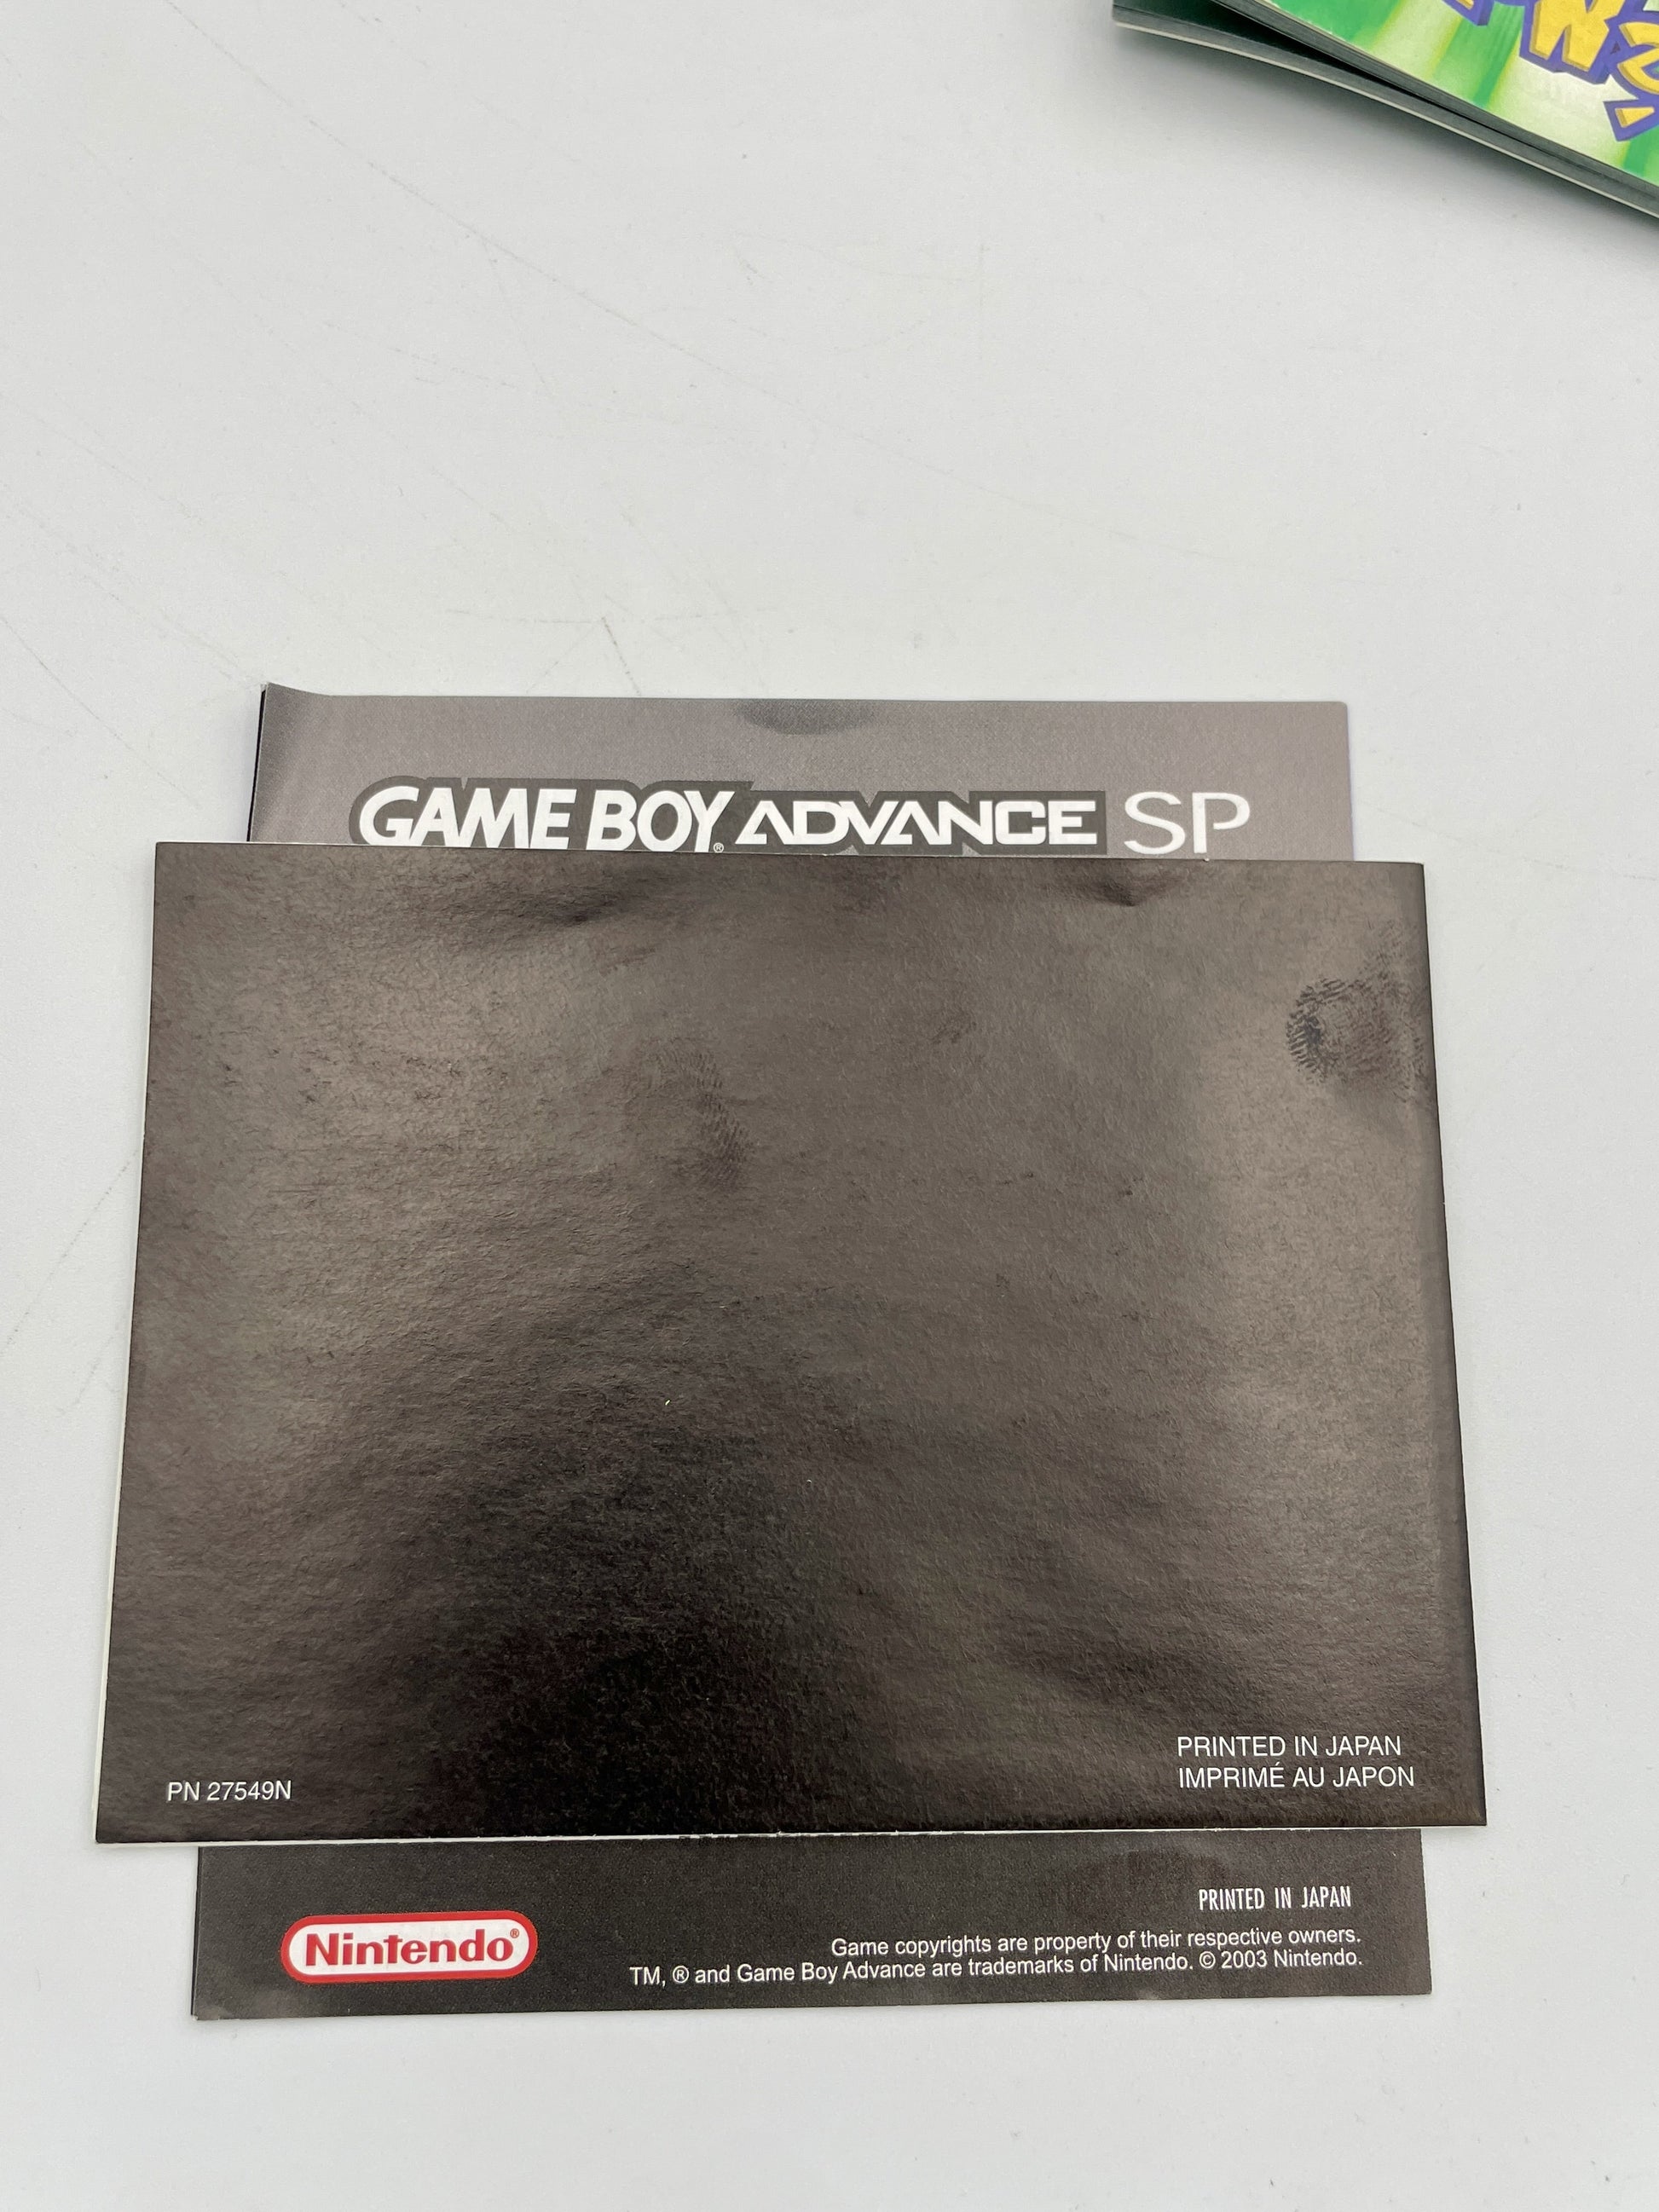 GAME BOY® ADVANCE SP
PN 27549N
PRINTED IN JAPAN
IMPRIMÉ AU JAPON
Nintendo®
PRINTED IN JAPAN
Game copyrights are property of their respective owners.
TM, ® and Game Boy Advance are trademarks of Nintendo. © 2003 Nintendo.